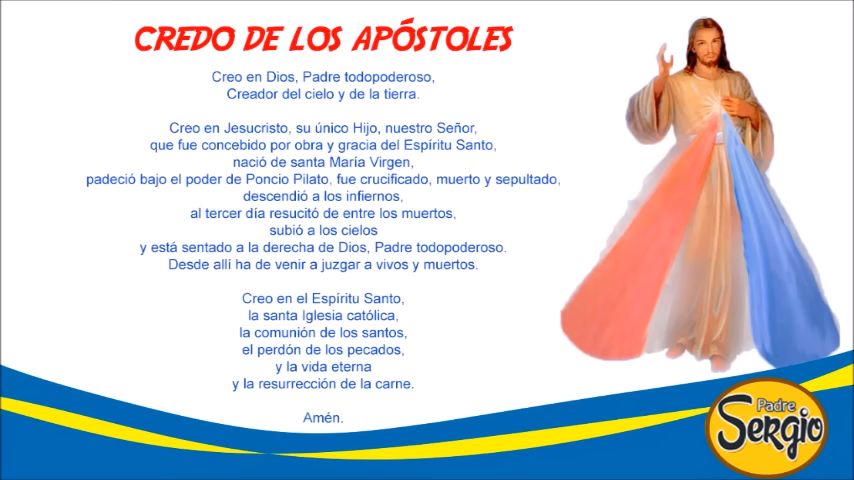 CREDO DE LOS APÓSTOLES
Creo en Dios, Padre todopoderoso,
Creador del cielo y de la tierra.
Creo en Jesucristo, su único Hijo, nuestro Señor,
que fue concebido por obra y gracia del Espíritu Santo,
nació de santa María Virgen,
padeció bajo el poder de Poncio Pilato, fue crucificado, muerto y sepultado,
descendió a los infiernos,
al tercer día resucitó de entre los muertos,
subió a los cielos
y está sentado a la derecha de Dios, Padre todopoderoso.
Desde allí ha de venir a juzgar a vivos y muertos.
Creo en el Espíritu Santo,
la santa Iglesia católica,
la comunión de los santos,
el perdón de los pecados,
y la vida eterna
y la resurrección de la carne.
Amén.
Padre
Sergio